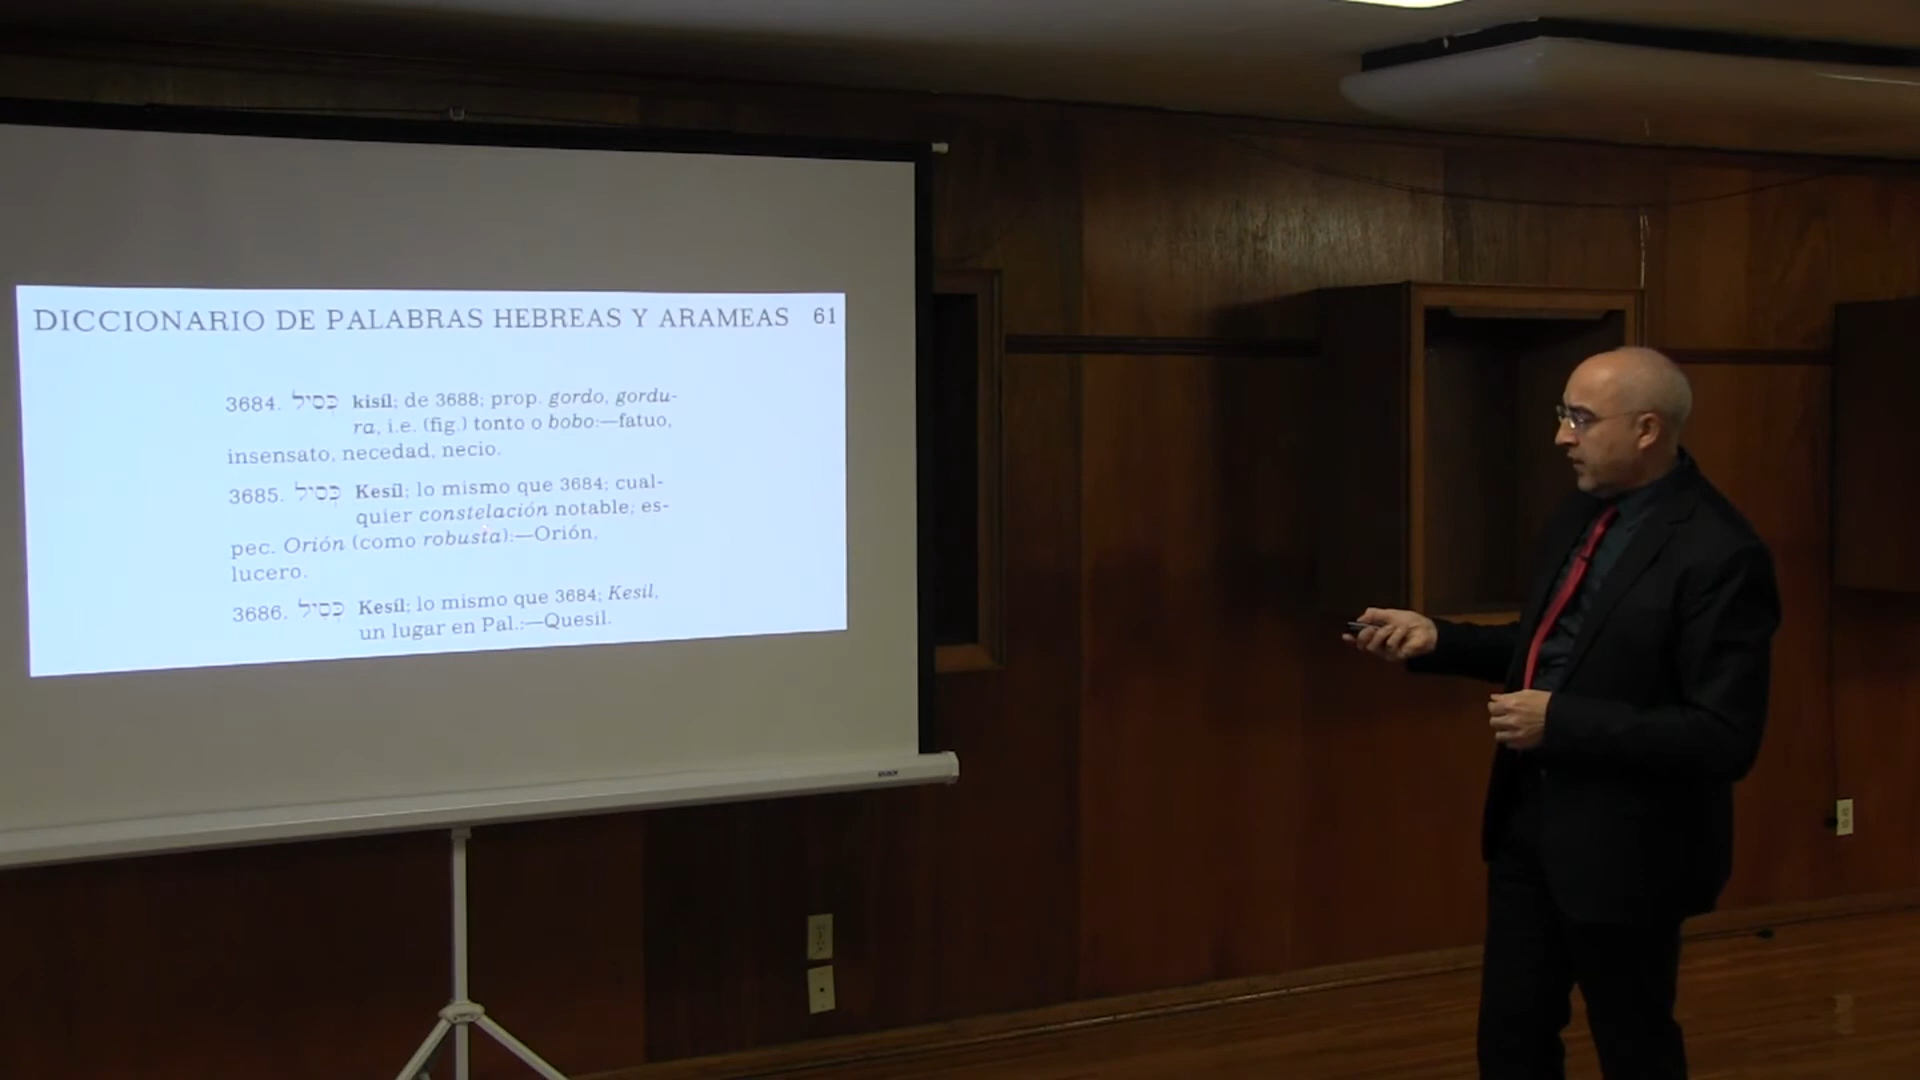 DICCIONARIO DE PALABRAS HEBREAS Y ARAMEAS 61
3684. כְּסִיל kisíl; de 3688; prop. gordo, gordu-
ra, i.e. (fig.) tonto o bobo:—fatuo,
insensato, necedad, necio.
3685. כְּסִיל Kesíl; lo mismo que 3684; cual-
quier constelación notable; es-
pec. Orión (como robusta):—Orión,
lucero.
3686. כְּסִיל Kesíl; lo mismo que 3684; Kesil,
un lugar en Pal.:—Quesil.